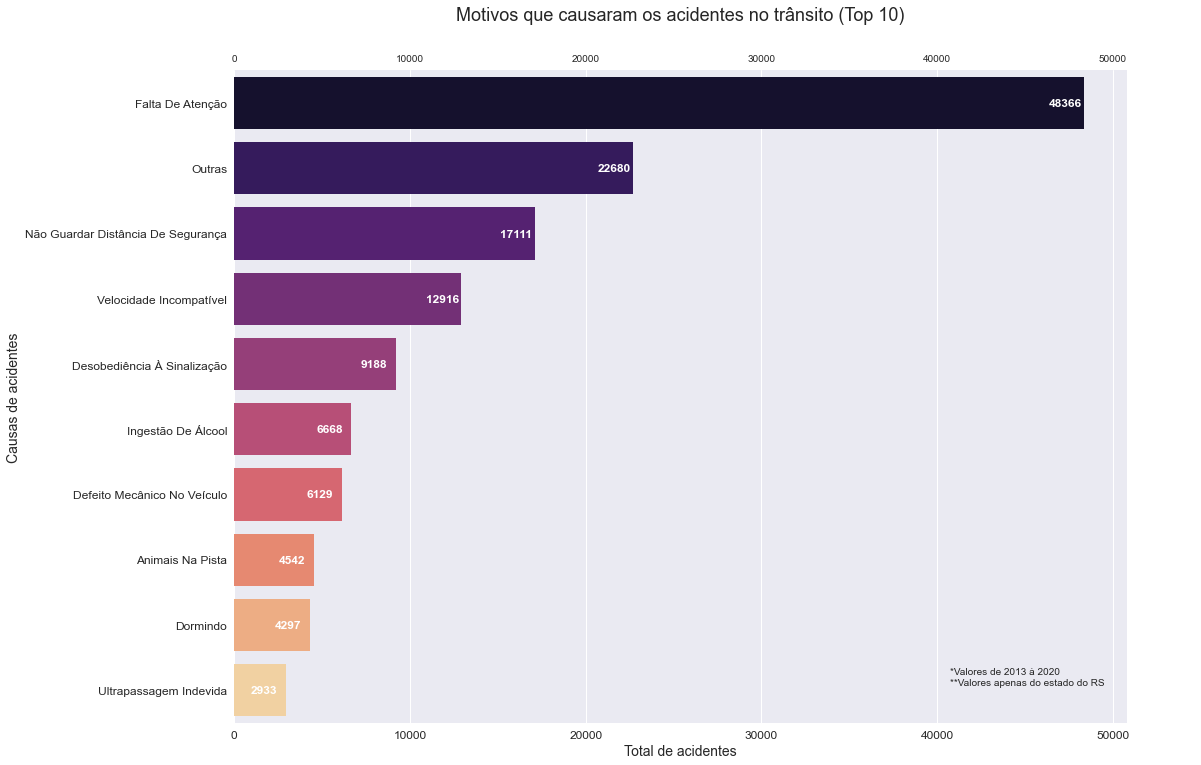 Motivos que causaram os acidentes no trânsito (Top 10)
0 10000 20000 30000 40000 50000
Falta De Atenção 48366
Outras 22680
Não Guardar Distância De Segurança 17111
Velocidade Incompatível 12916
Desobediência À Sinalização 9188
Ingestão De Álcool 6668
Defeito Mecânico No Veículo 6129
Animais Na Pista 4542
Dormindo 4297
Ultrapassagem Indevida 2933
Causas de acidentes
*Valores de 2013 à 2020
**Valores apenas do estado do RS
0 10000 20000 30000 40000 50000
Total de acidentes